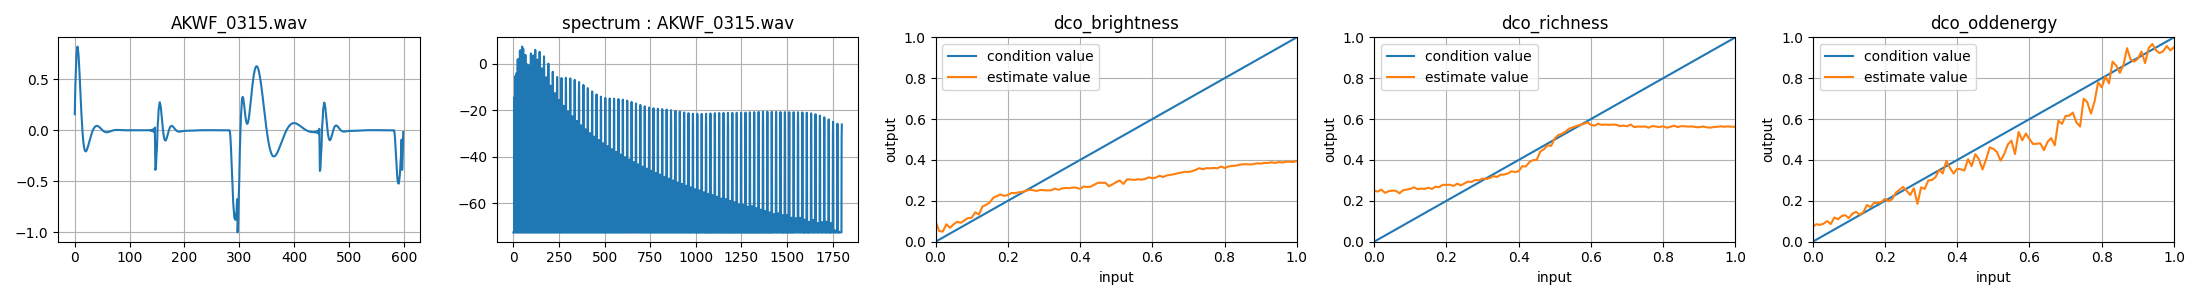 AKWF_0315.wav
0.5
0.0
−0.5
−1.0
0 100 200 300 400 500 600
spectrum : AKWF_0315.wav
0
−20
−40
−60
0 250 500 750 1000 1250 1500 1750
dco_brightness
condition value
estimate value
output
1.0
0.8
0.6
0.4
0.2
0.0
0.0 0.2 0.4 0.6 0.8 1.0
input
dco_richness
condition value
estimate value
output
1.0
0.8
0.6
0.4
0.2
0.0
0.0 0.2 0.4 0.6 0.8 1.0
input
dco_oddenergy
condition value
estimate value
output
1.0
0.8
0.6
0.4
0.2
0.0
0.0 0.2 0.4 0.6 0.8 1.0
input